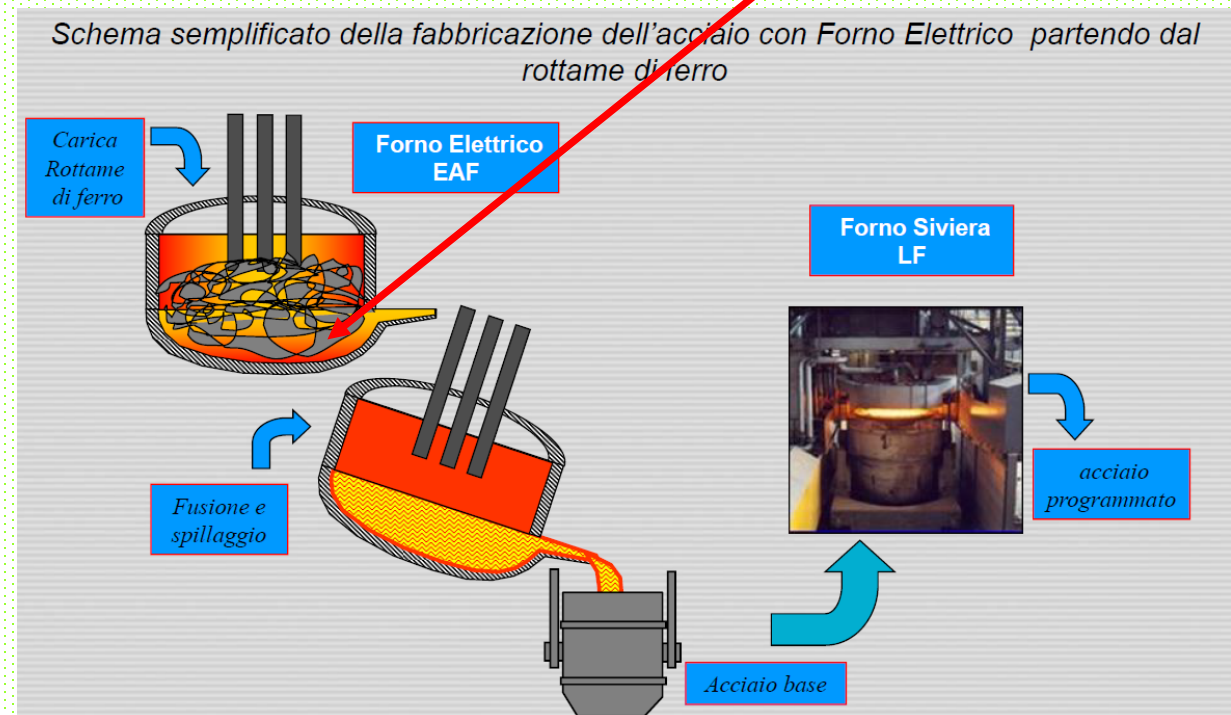 Schema semplificato della fabbricazione dell'acciaio con Forno Elettrico partendo dal
rottame di ferro
Carica
Rottame
di ferro
Forno Elettrico
EAF
Forno Siviera
LF
Fusione e
spillaggio
acciaio
programmato
Acciaio base